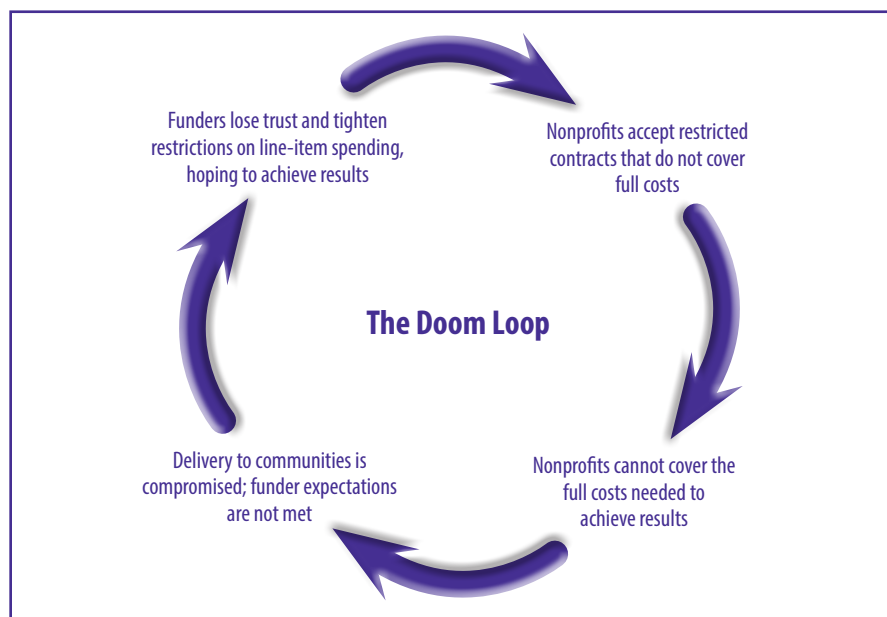 Funders lose trust and tighten
restrictions on line-item spending,
hoping to achieve results
Nonprofits accept restricted
contracts that do not cover
full costs
The Doom Loop
Delivery to communities is
compromised; funder expectations
are not met
Nonprofits cannot cover the
full costs needed to
achieve results